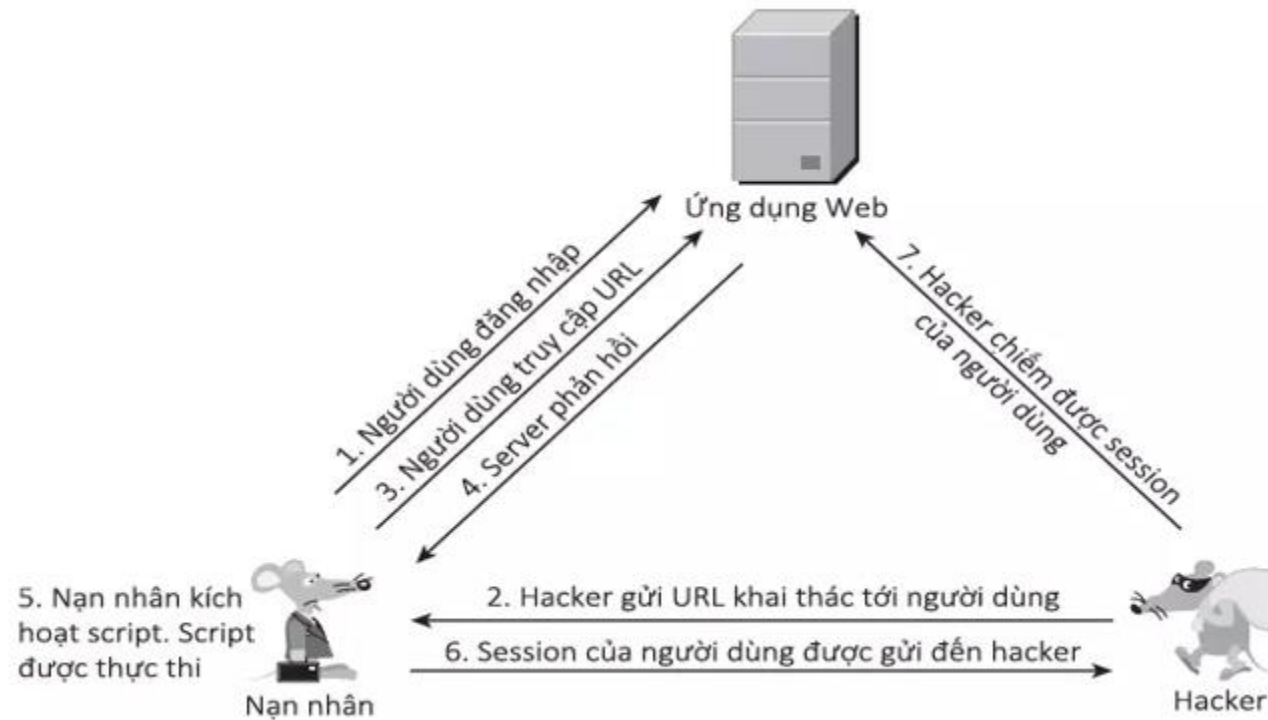 Ứng dụng Web
1. Người dùng đăng nhập
3. Người dùng truy cập URL
4. Server phản hồi
7. Hacker chiếm được session
của người dùng
5. Nạn nhân kích
hoạt script. Script
được thực thi
2. Hacker gửi URL khai thác tới người dùng
6. Session của người dùng được gửi đến hacker
Nạn nhân
Hacker